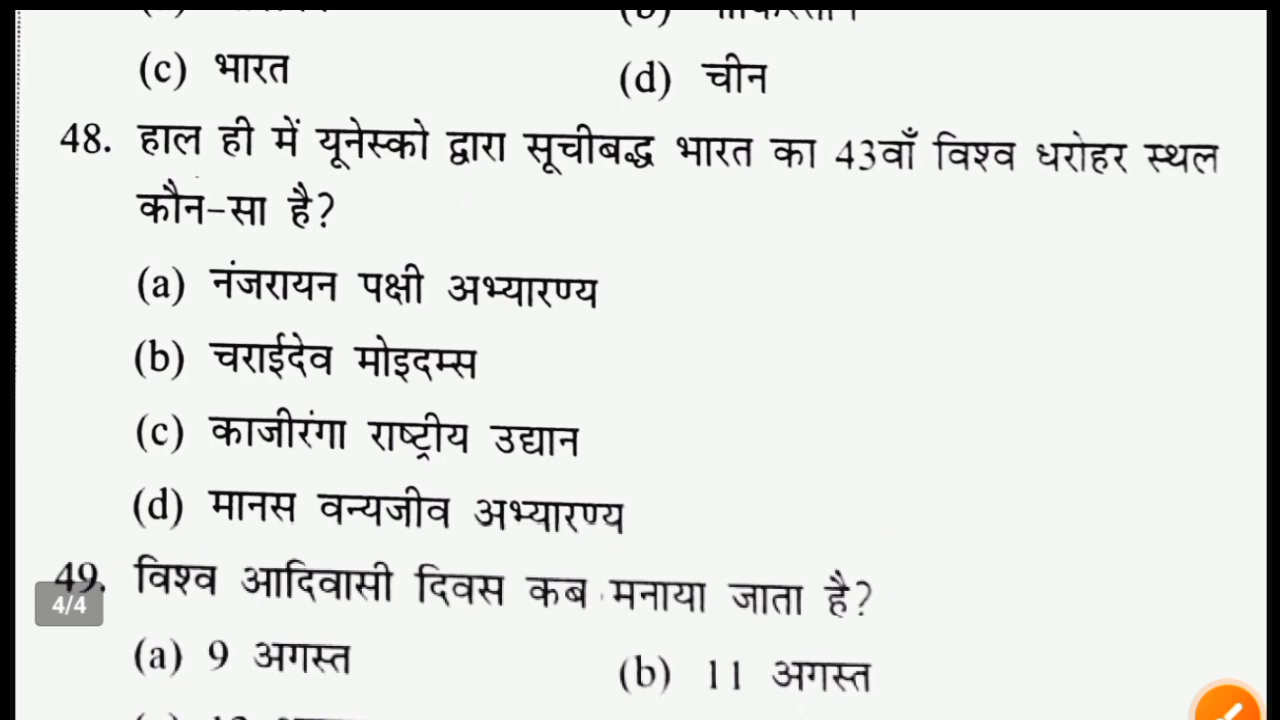 (c) भारत (d) चीन
48. हाल ही में यूनेस्को द्वारा सूचीबद्ध भारत का 43वाँ विश्व धरोहर स्थल
कौन-सा है?
(a) नंजरायन पक्षी अभ्यारण्य
(b) चराईदेव मोइदम्स
(c) काजीरंगा राष्ट्रीय उद्यान
(d) मानस वन्यजीव अभ्यारण्य
49. विश्व आदिवासी दिवस कब मनाया जाता है?
4/4
(a) 9 अगस्त (b) 11 अगस्त